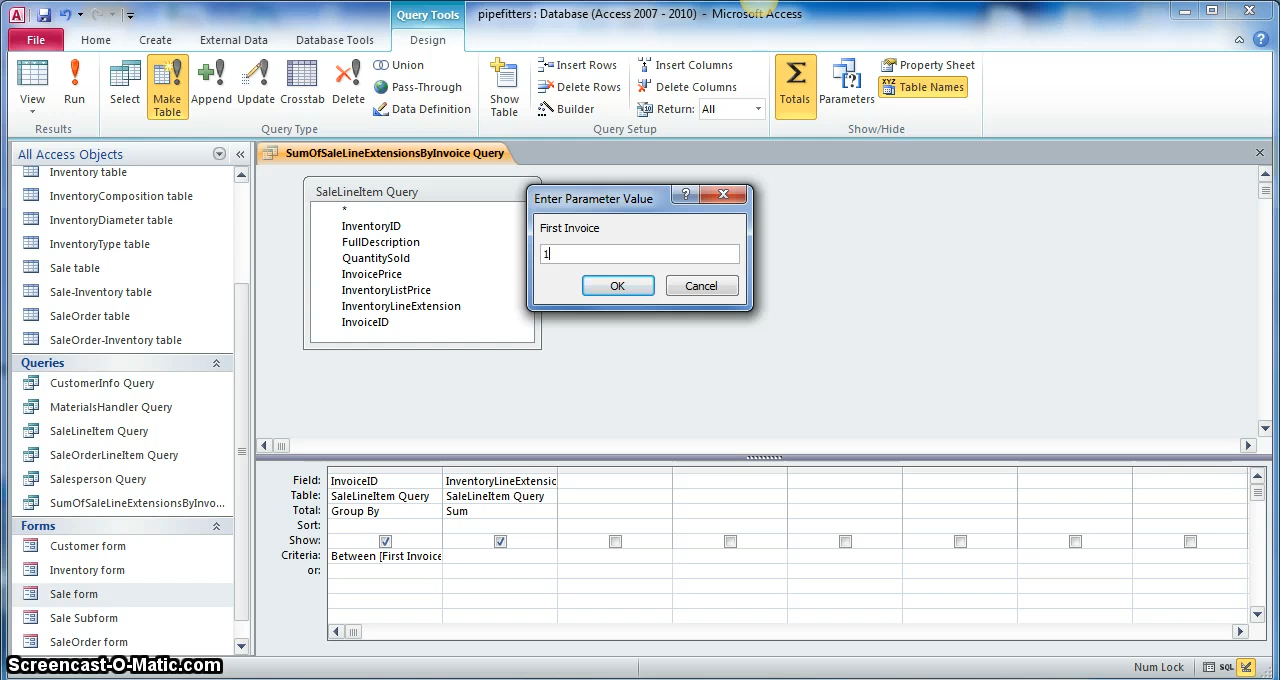 Query Tools
pipefitters : Database (Access 2007 - 2010) - Microsoft Access
File Home Create External Data Database Tools Design
View
Run
Results
Select
Make Table
Append
Update
Crosstab
Delete
Union
Pass-Through
Data Definition
Query Type
Show Table
Insert Rows
Delete Rows
Builder
Insert Columns
Delete Columns
Return: All
Query Setup
Totals
Parameters
Property Sheet
Table Names
Show/Hide
All Access Objects
Inventory table
InventoryComposition table
InventoryDiameter table
InventoryType table
Sale table
Sale-Inventory table
SaleOrder table
SaleOrder-Inventory table
Queries
CustomerInfo Query
MaterialsHandler Query
SaleLineItem Query
SaleOrderLineItem Query
Salesperson Query
SumOfSaleLineExtensionsByInvo...
Forms
Customer form
Inventory form
Sale form
Sale Subform
SaleOrder form
SumOfSaleLineExtensionsByInvoice Query
SaleLineItem Query
*
InventoryID
FullDescription
QuantitySold
InvoicePrice
InventoryListPrice
InventoryLineExtension
InvoiceID
Enter Parameter Value
First Invoice
1
OK Cancel
Field: InvoiceID InventoryLineExtensio
Table: SaleLineItem Query SaleLineItem Query
Total: Group By Sum
Sort:
Show:
Criteria: Between [First Invoice
or:
Num Lock SQL
Screencast-O-Matic.com